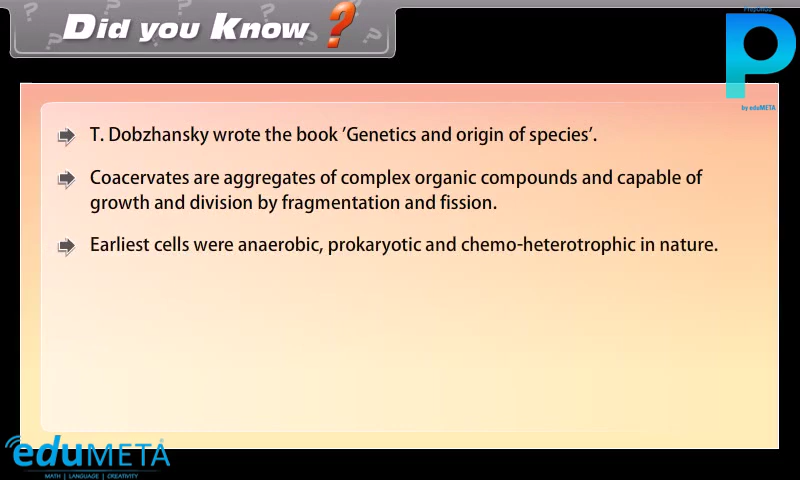 Did you Know ?
Prepondls
P
by eduMETA
T. Dobzhansky wrote the book ’Genetics and origin of species’.
Coacervates are aggregates of complex organic compounds and capable of
growth and division by fragmentation and fission.
Earliest cells were anaerobic, prokaryotic and chemo-heterotrophic in nature.
eduMETA
MATH | LANGUAGE | CREATIVITY